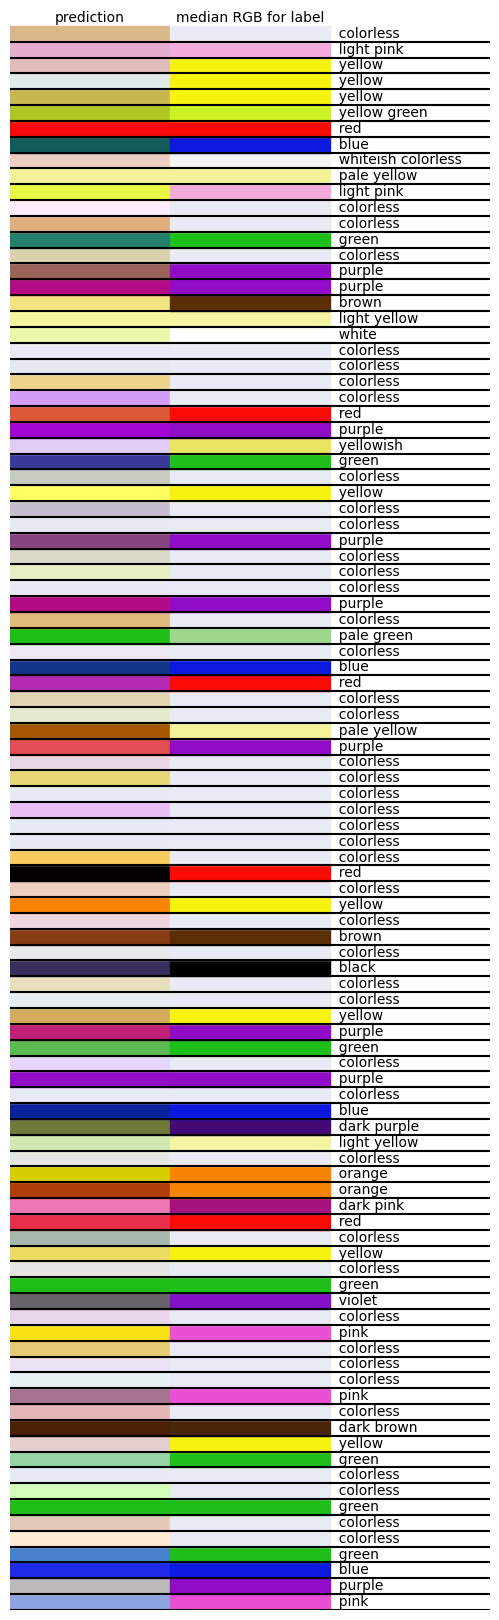 prediction median RGB for label
colorless
light pink
yellow
yellow
yellow
yellow green
red
blue
whiteish colorless
pale yellow
light pink
colorless
colorless
green
colorless
purple
purple
brown
light yellow
white
colorless
colorless
colorless
colorless
red
purple
yellowish
green
colorless
yellow
colorless
colorless
purple
colorless
colorless
colorless
purple
colorless
pale green
colorless
blue
red
colorless
colorless
pale yellow
purple
colorless
colorless
colorless
colorless
colorless
colorless
colorless
red
colorless
yellow
colorless
brown
colorless
black
colorless
colorless
yellow
purple
green
colorless
purple
colorless
blue
dark purple
light yellow
colorless
orange
orange
dark pink
red
colorless
yellow
colorless
green
violet
colorless
pink
colorless
colorless
colorless
pink
colorless
dark brown
yellow
green
colorless
colorless
green
colorless
colorless
green
blue
purple
pink